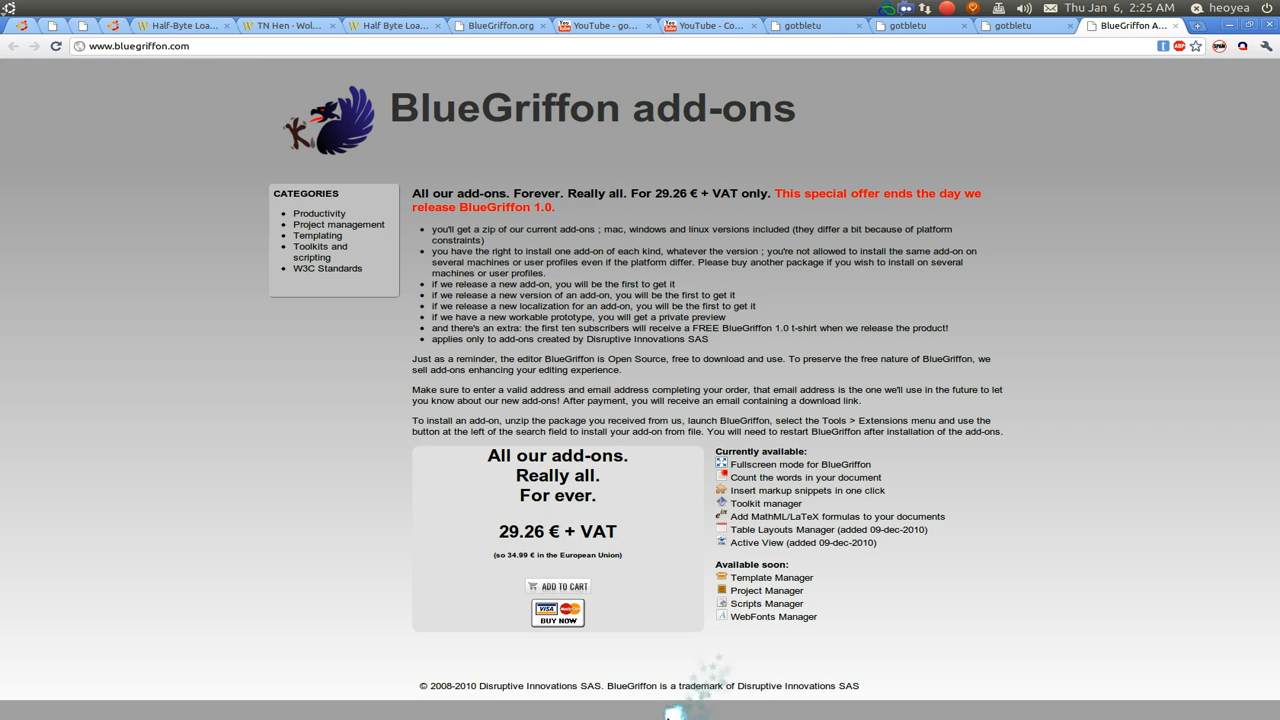 Thu Jan 6, 2:25 AM heoyea
Half-Byte Loa...
TN Hen - Wol...
Half Byte Loa...
BlueGriffon.org
YouTube - go...
YouTube - Co...
gotbletu
gotbletu
gotbletu
BlueGriffon A...
www.bluegriffon.com
BlueGriffon add-ons
CATEGORIES
Productivity
Project management
Templating
Toolkits and
scripting
W3C Standards
All our add-ons. Forever. Really all. For 29.26 € + VAT only. This special offer ends the day we
release BlueGriffon 1.0.
you'll get a zip of our current add-ons ; mac, windows and linux versions included (they differ a bit because of platform
constraints)
you have the right to install one add-on of each kind, whatever the version ; you're not allowed to install the same add-on on
several machines or user profiles even if the platform differ. Please buy another package if you wish to install on several
machines or user profiles.
if we release a new add-on, you will be the first to get it
if we release a new version of an add-on, you will be the first to get it
if we release a new localization for an add-on, you will be the first to get it
if we have a new workable prototype, you will get a private preview
and there's an extra: the first ten subscribers will receive a FREE BlueGriffon 1.0 t-shirt when we release the product!
applies only to add-ons created by Disruptive Innovations SAS
Just as a reminder, the editor BlueGriffon is Open Source, free to download and use. To preserve the free nature of BlueGriffon, we
sell add-ons enhancing your editing experience.
Make sure to enter a valid address and email address completing your order, that email address is the one we'll use in the future to let
you know about our new add-ons! After payment, you will receive an email containing a download link.
To install an add-on, unzip the package you received from us, launch BlueGriffon, select the Tools > Extensions menu and use the
button at the left of the search field to install your add-on from file. You will need to restart BlueGriffon after installation of the add-ons.
All our add-ons.
Really all.
For ever.
29.26 € + VAT
(so 34.99 € in the European Union)
ADD TO CART
VISA MasterCard
BUY NOW
Currently available:
Fullscreen mode for BlueGriffon
Count the words in your document
Insert markup snippets in one click
Toolkit manager
Add MathML/LaTeX formulas to your documents
Table Layouts Manager (added 09-dec-2010)
Active View (added 09-dec-2010)
Available soon:
Template Manager
Project Manager
Scripts Manager
WebFonts Manager
© 2008-2010 Disruptive Innovations SAS. BlueGriffon is a trademark of Disruptive Innovations SAS